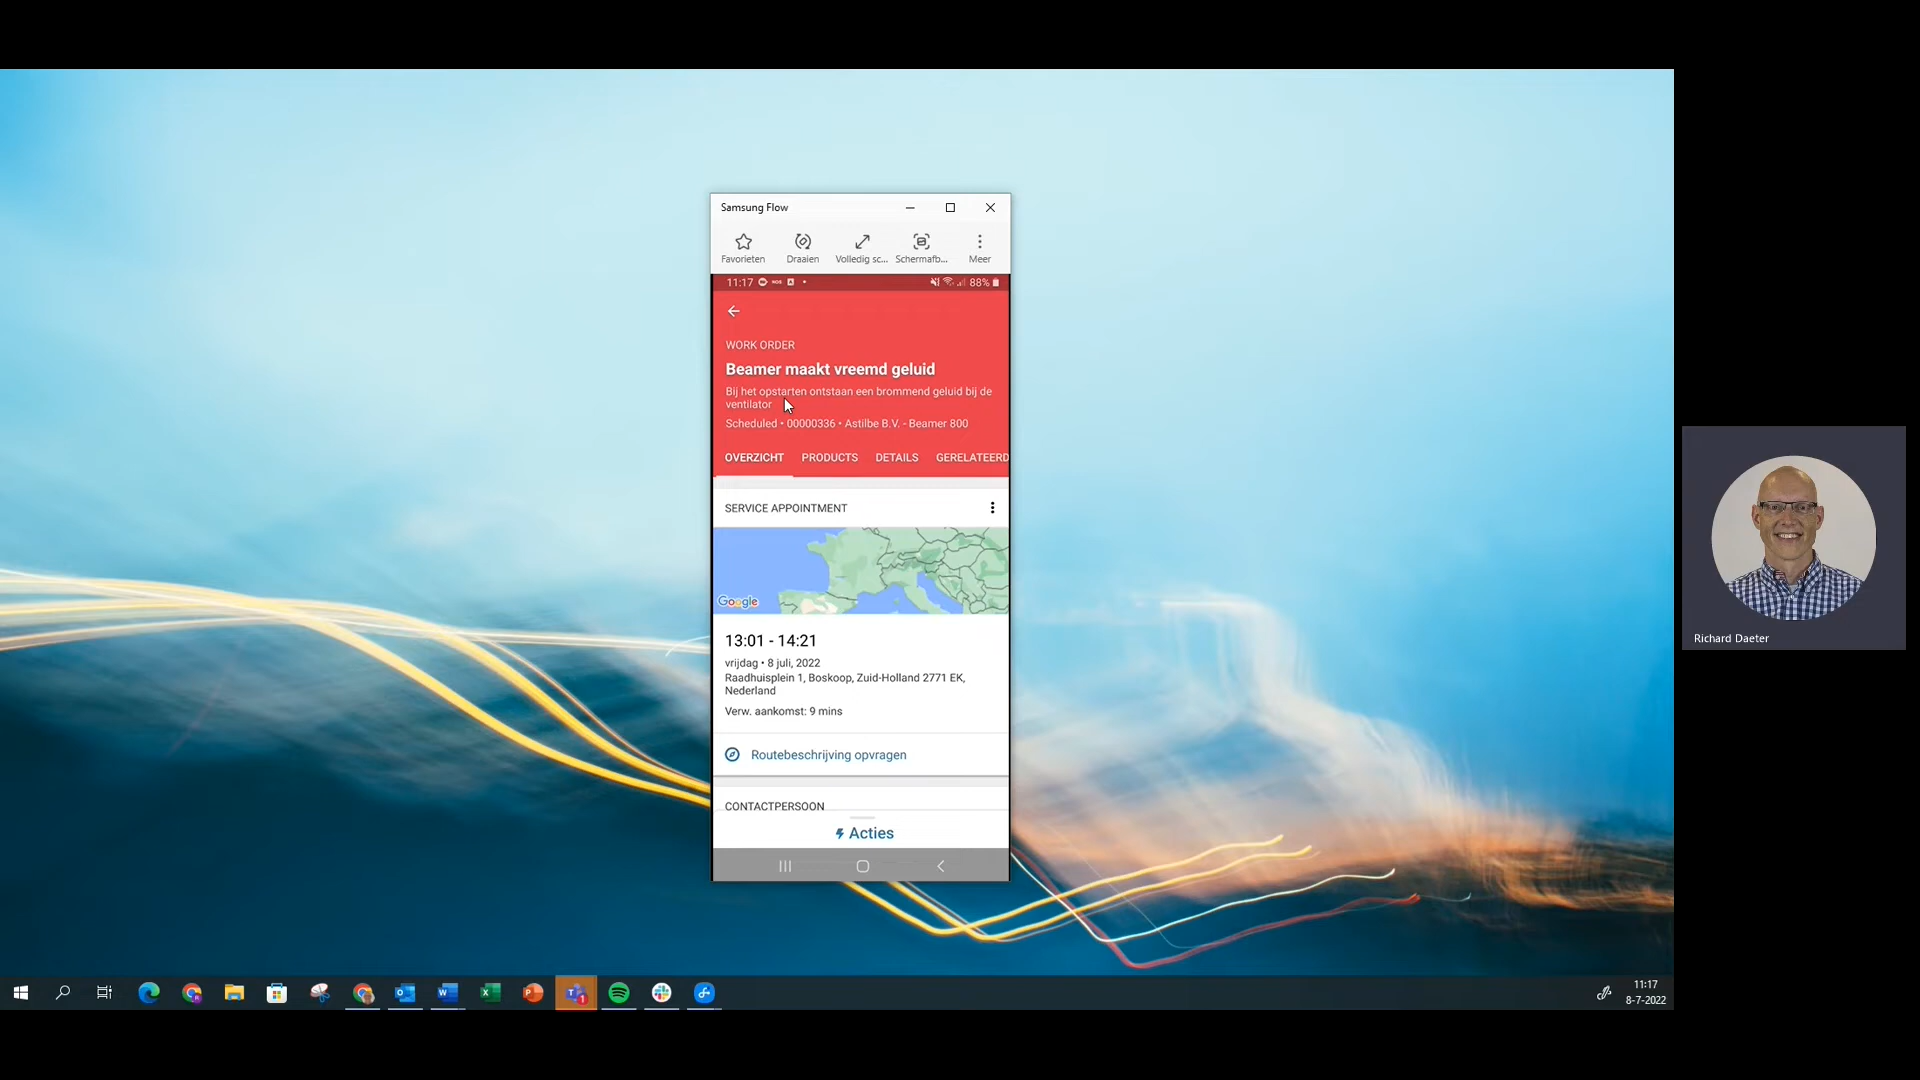 Samsung Flow
Favorieten
Draaien
Volledig sc...
Schermafb...
Meer
11:17
88%
WORK ORDER
Beamer maakt vreemd geluid
Bij het opstarten ontstaan een brommend geluid bij de
ventilator
Scheduled • 00000336 • Astilbe B.V. - Beamer 800
OVERZICHT PRODUCTS DETAILS GERELATEERD
SERVICE APPOINTMENT
Google
13:01 - 14:21
vrijdag • 8 juli, 2022
Raadhuisplein 1, Boskoop, Zuid-Holland 2771 EK,
Nederland
Verw. aankomst: 9 mins
Routebeschrijving opvragen
CONTACTPERSOON
Acties
Richard Daeter
11:17
8-7-2022